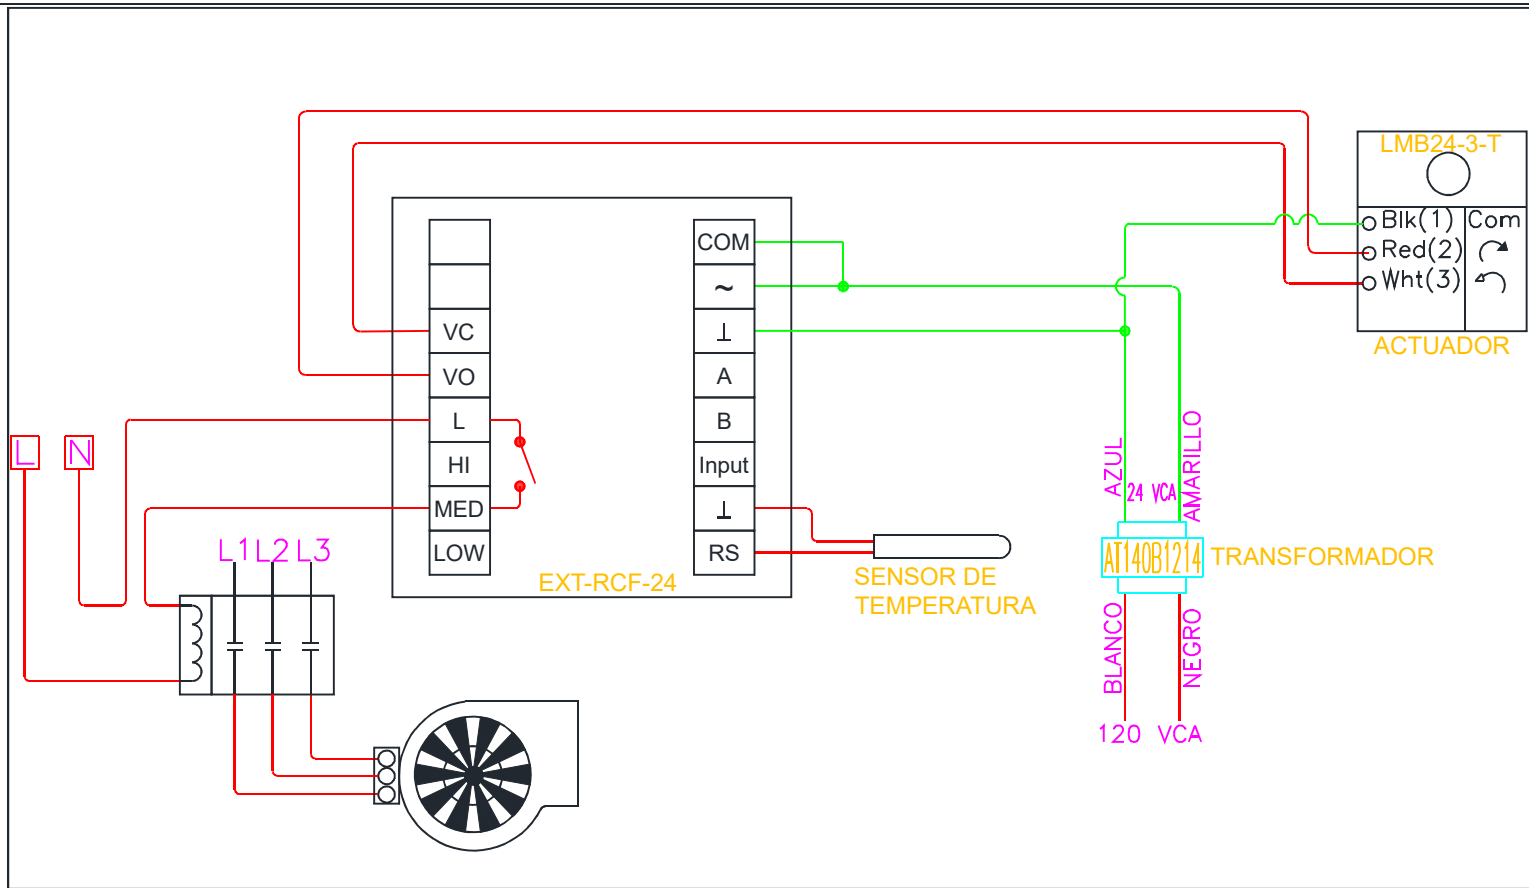 LMB24-3-T
Blk(1) Com
Red(2)
Wht(3)
ACTUADOR
COM
~
⊥
A
B
Input
⊥
RS
VC
VO
L
HI
MED
LOW
EXT-RCF-24
L N
L1 L2 L3
SENSOR DE
TEMPERATURA
AZUL
24 VCA
AMARILLO
AT140B1214
TRANSFORMADOR
BLANCO
NEGRO
120 VCA